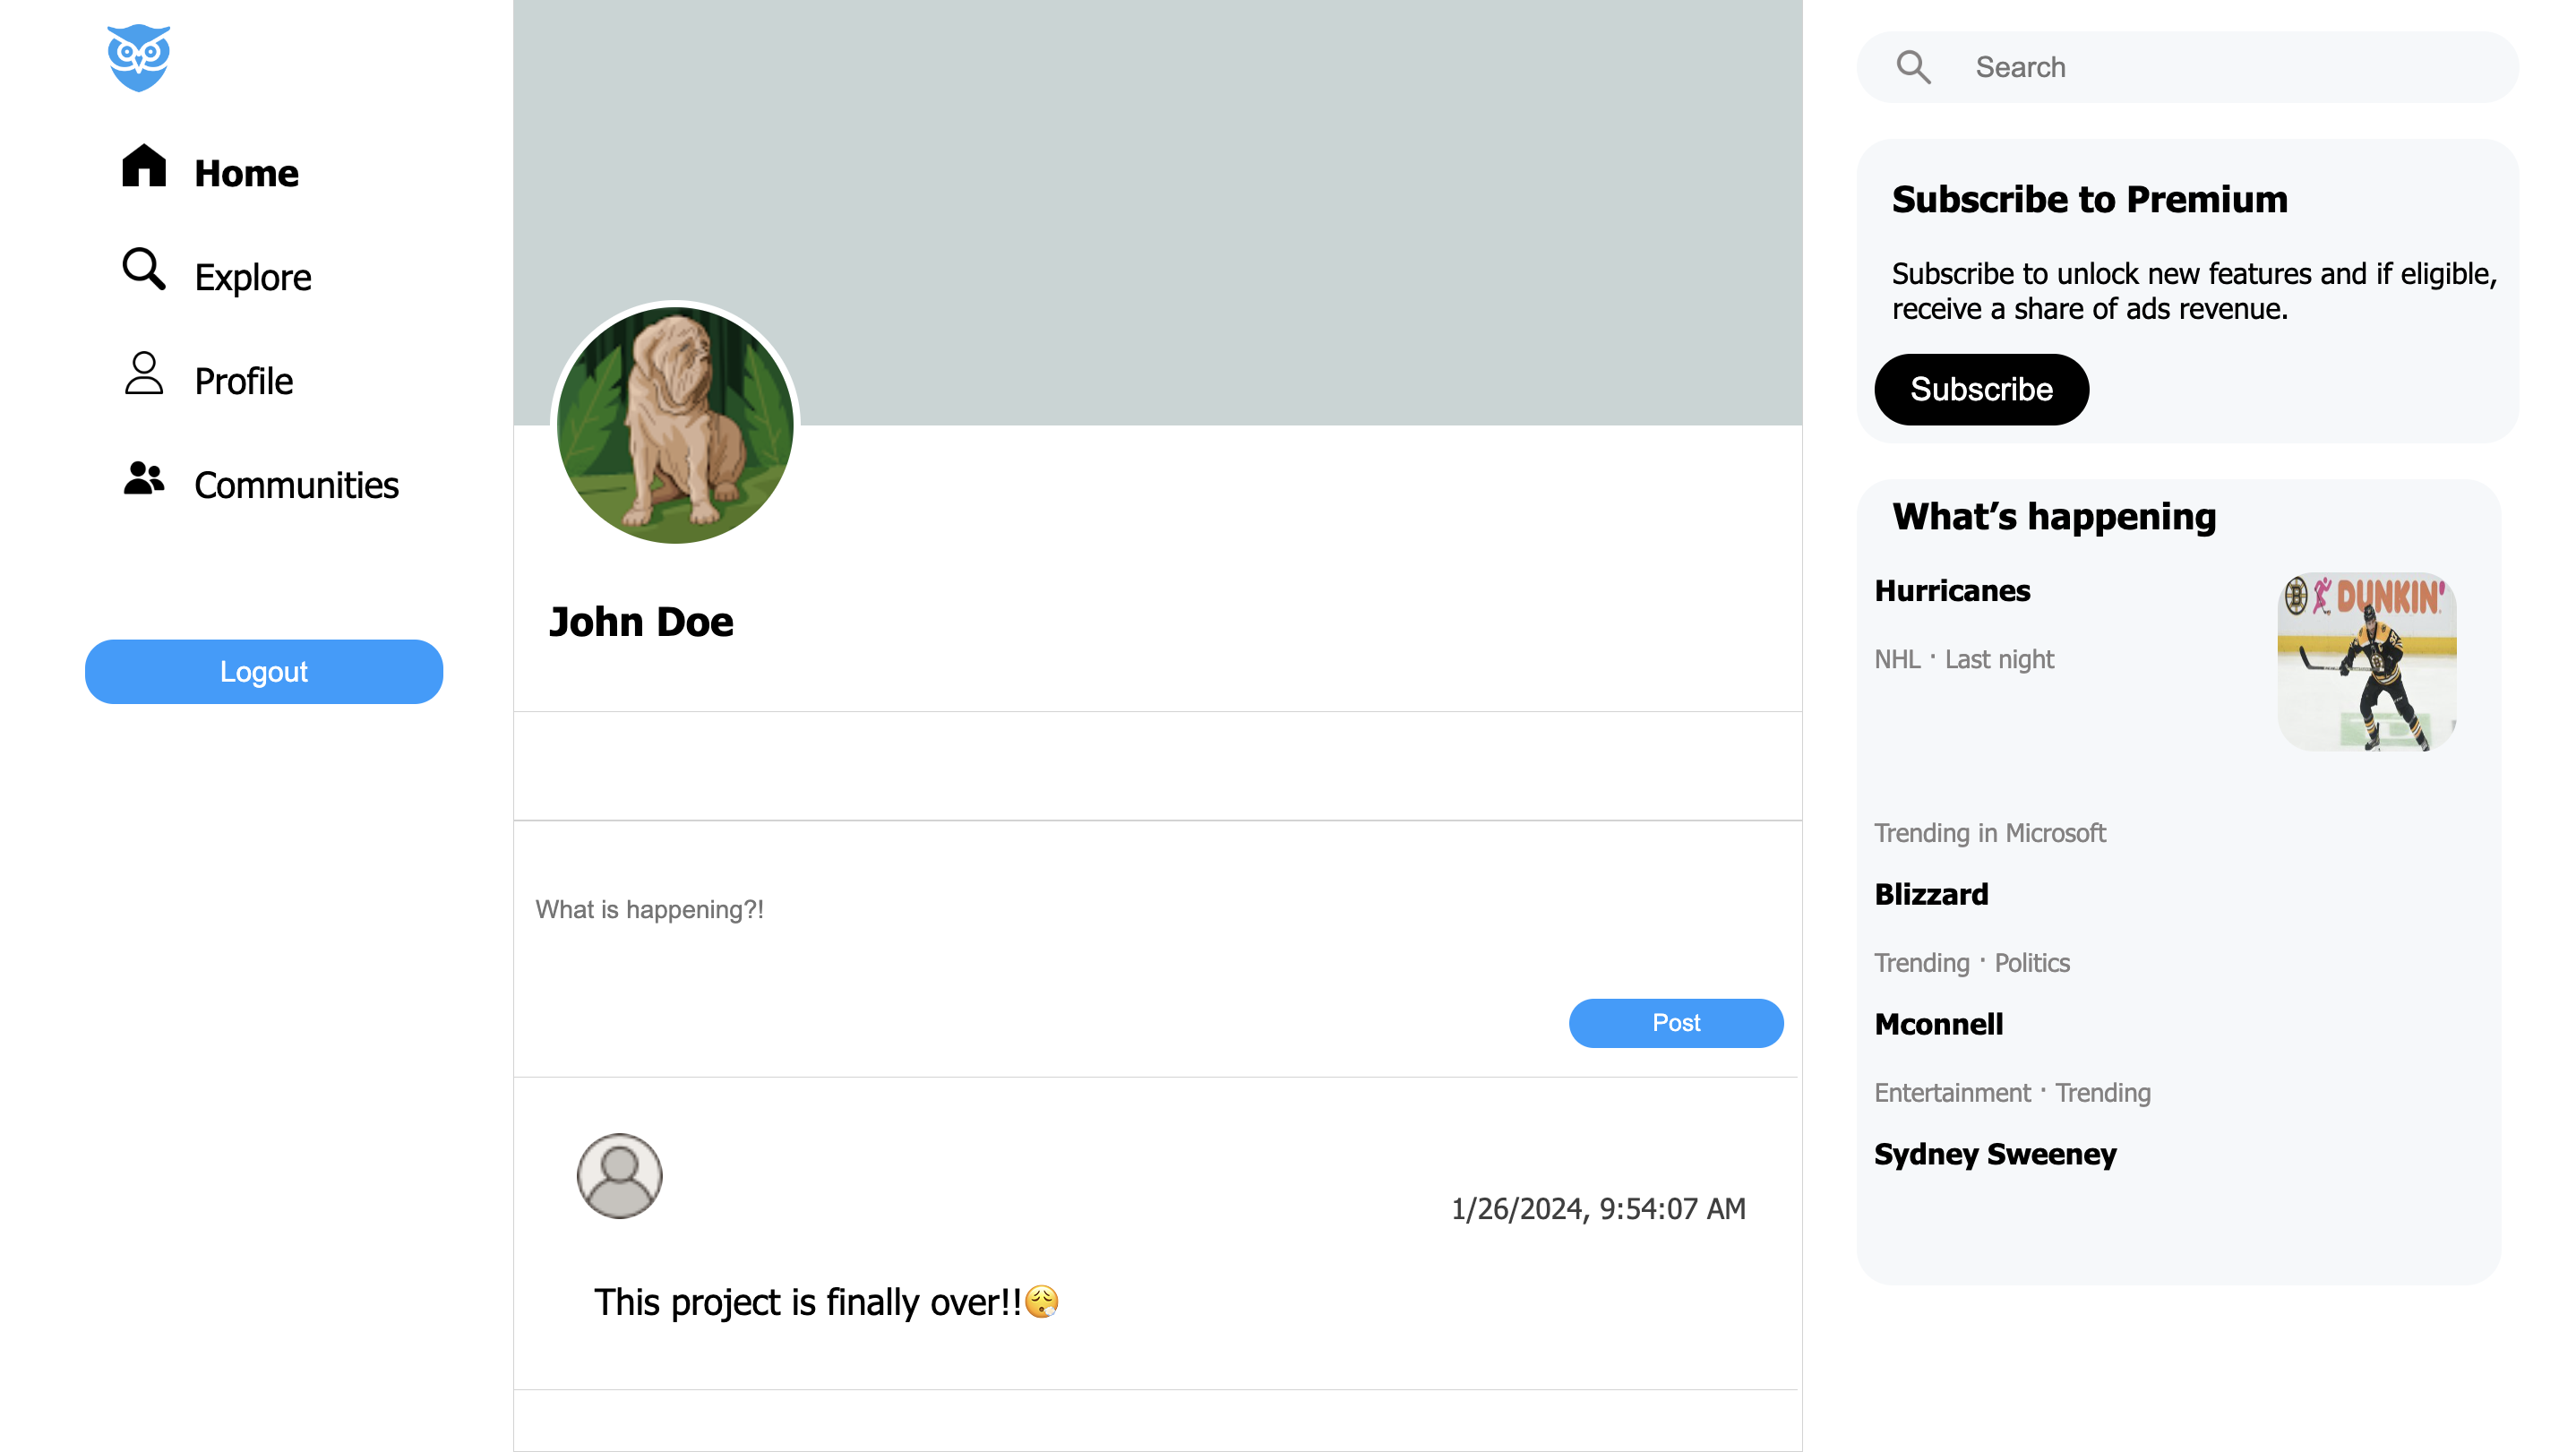 Home
Explore
Profile
Communities
Logout
John Doe
What is happening?!
Post
1/26/2024, 9:54:07 AM
This project is finally over!!😮‍💨
Search
Subscribe to Premium
Subscribe to unlock new features and if eligible,
receive a share of ads revenue.
Subscribe
What’s happening
Hurricanes
NHL · Last night
B DUNKIN'
Trending in Microsoft
Blizzard
Trending · Politics
Mconnell
Entertainment · Trending
Sydney Sweeney